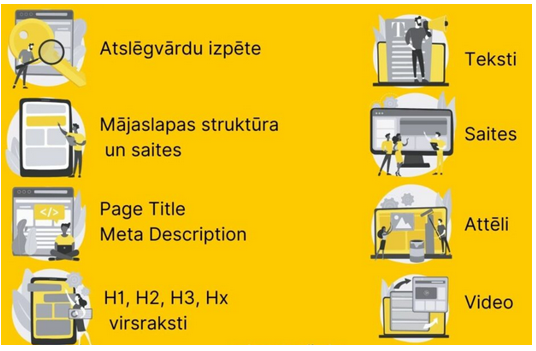 Atslēgvārdu izpēte
Mājaslapas struktūra
un saites
Page Title
Meta Description
H1, H2, H3, Hx
virsraksti
Teksti
Saites
Attēli
Video
T
</>